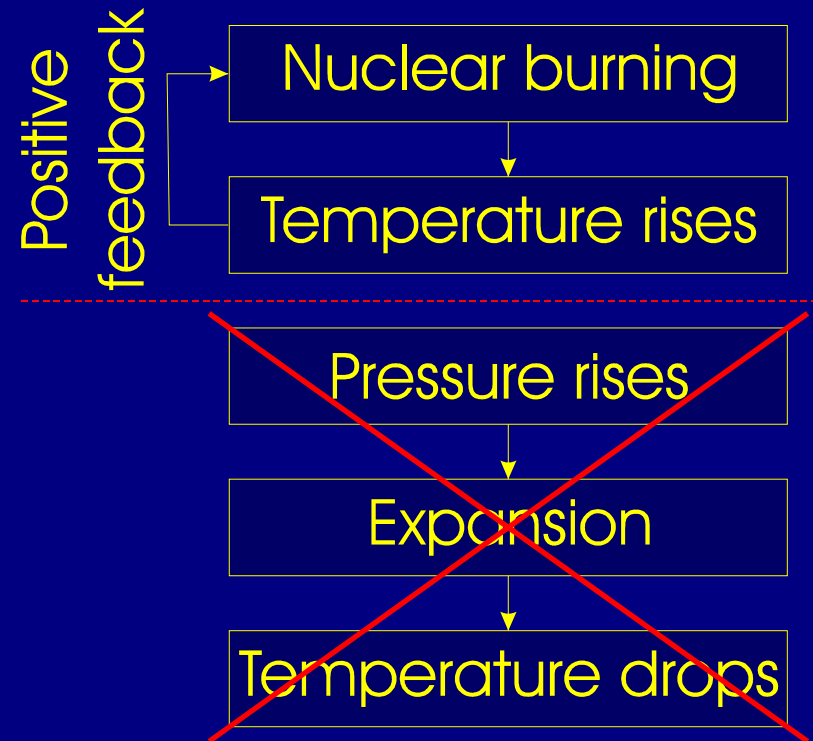 Positive
feedback
Nuclear burning
Temperature rises
Pressure rises
Expansion
Temperature drops